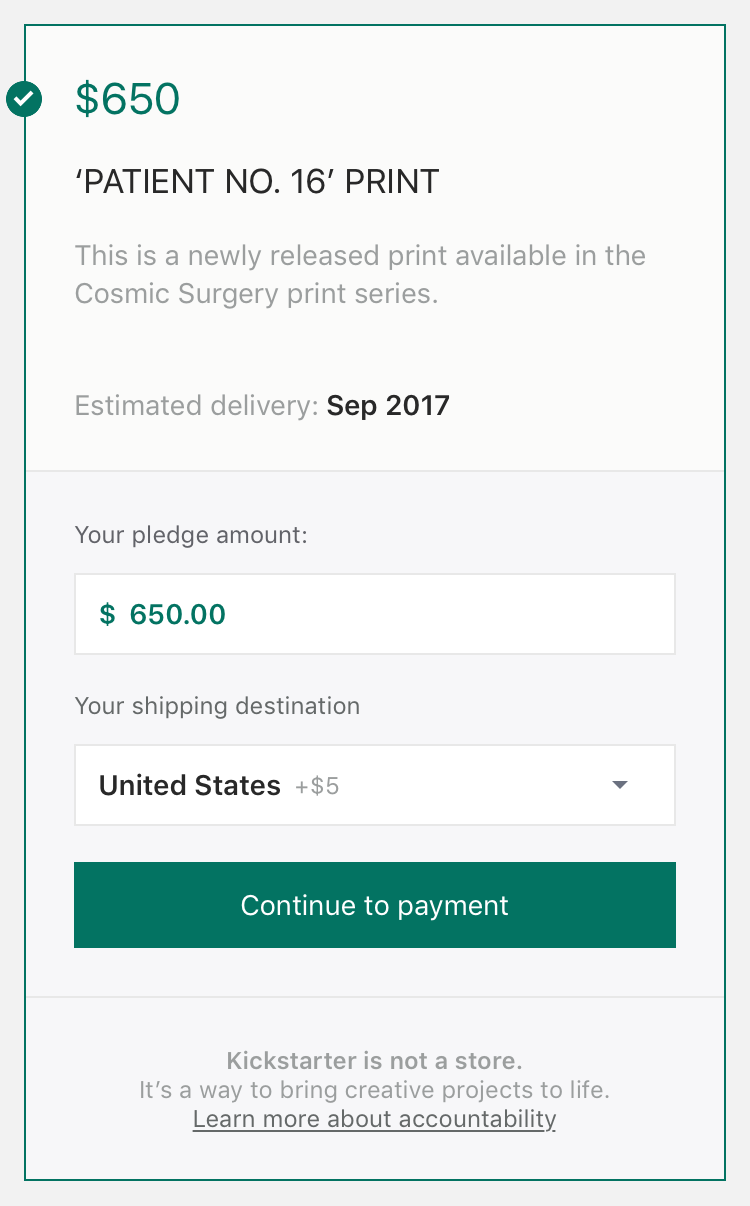 $650
‘PATIENT NO. 16’ PRINT
This is a newly released print available in the
Cosmic Surgery print series.
Estimated delivery: Sep 2017
Your pledge amount:
$ 650.00
Your shipping destination
United States +$5
Continue to payment
Kickstarter is not a store.
It’s a way to bring creative projects to life.
Learn more about accountability